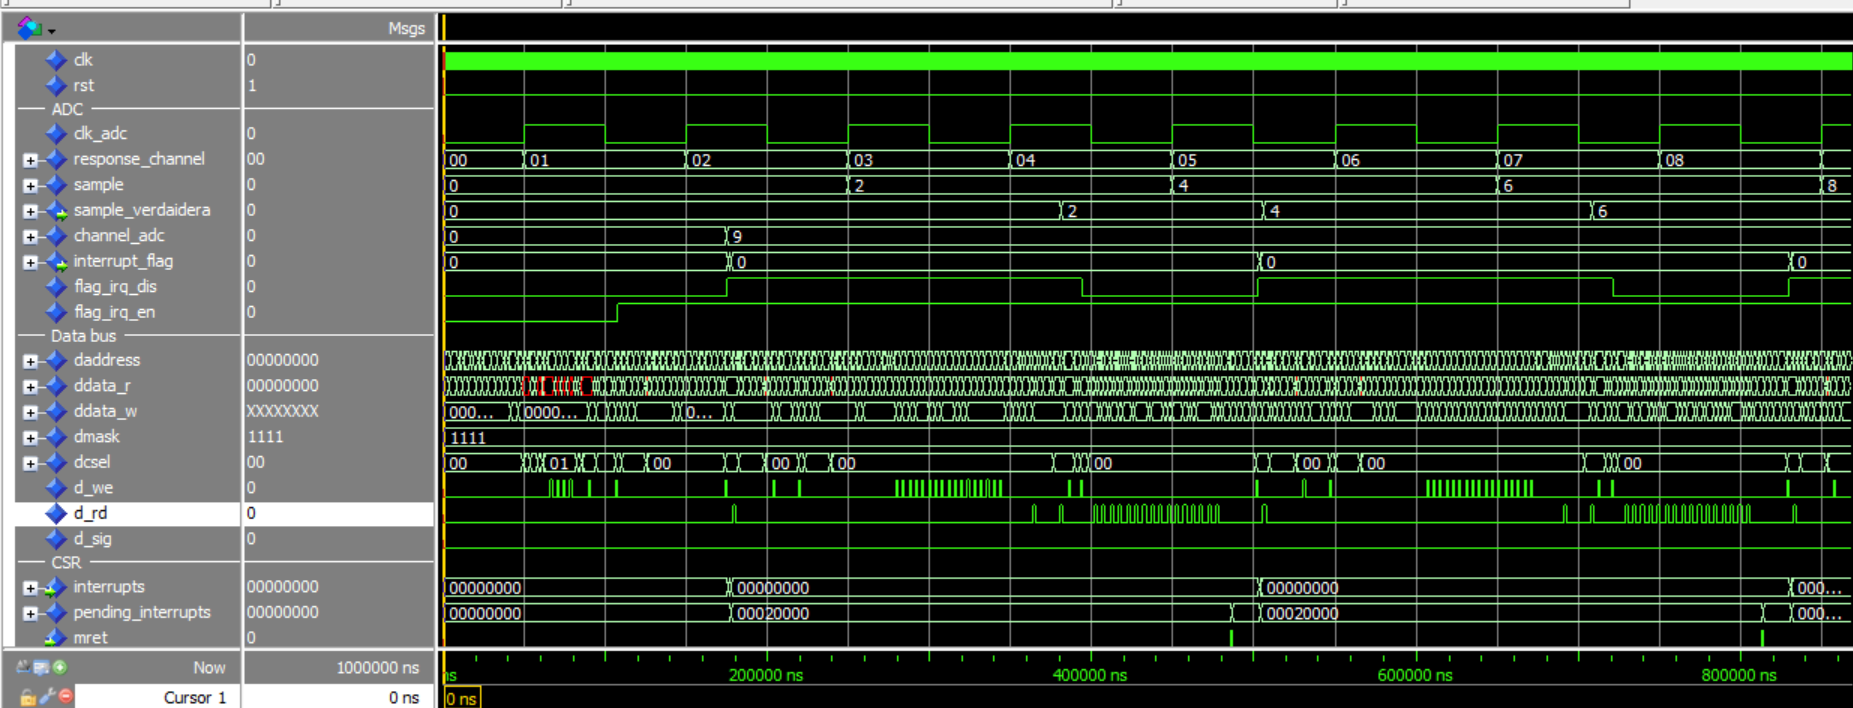 Msgs
clk 0
rst 1
ADC
clk_adc 0
response_channel 00 00 01 02 03 04 05 06 07 08
sample 0 0 2 4 6 8
sample_verdaidera 0 0 2 4 6
channel_adc 0 0 9
interrupt_flag 0 0 0 0 0
flag_irq_dis 0
flag_irq_en 0
Data bus
daddress 00000000
ddata_r 00000000
ddata_w XXXXXXXX 000... 0000... 0...
dmask 1111 1111
dcsel 00 00 01 00 00 00 00 00 00 00
d_we 0
d_rd 0
d_sig 0
CSR
interrupts 00000000 00000000 00000000 00000000 000...
pending_interrupts 00000000 00000000 00020000 00020000 000...
mret 0
Now 1000000 ns ns 200000 ns 400000 ns 600000 ns 800000 ns
Cursor 1 0 ns 0 ns